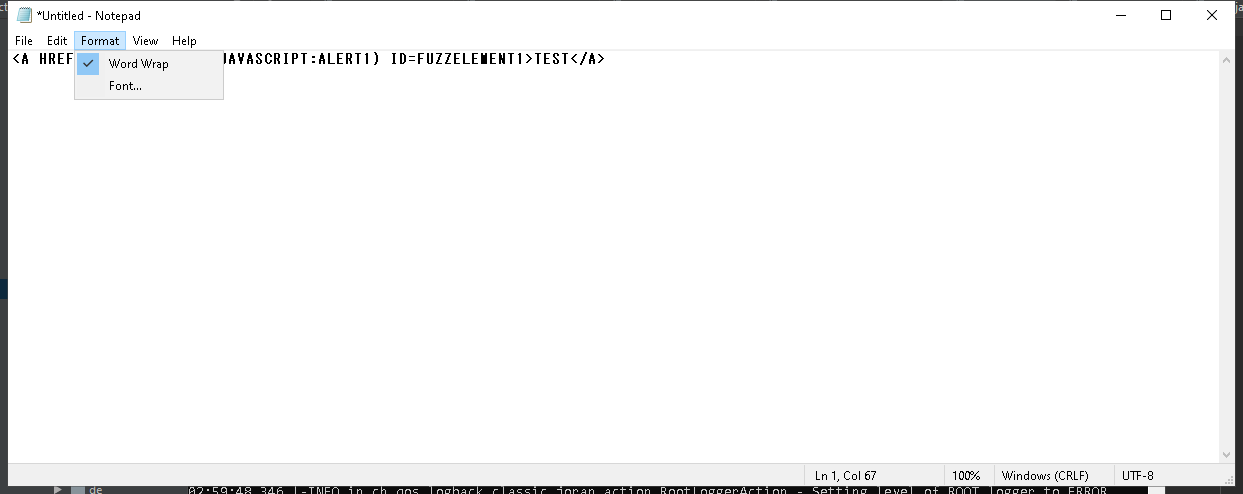 *Untitled - Notepad
File Edit Format View Help
<A HREF JAVASCRIPT:ALERT1) ID=FUZZELEMENT1>TEST</A>
Word Wrap
Font...
Ln 1, Col 67 100% Windows (CRLF) UTF-8
de 02:59:48,346 |-INFO in ch.qos.logback.classic.joran.action.RootLoggerAction - Setting level of ROOT logger to ERROR